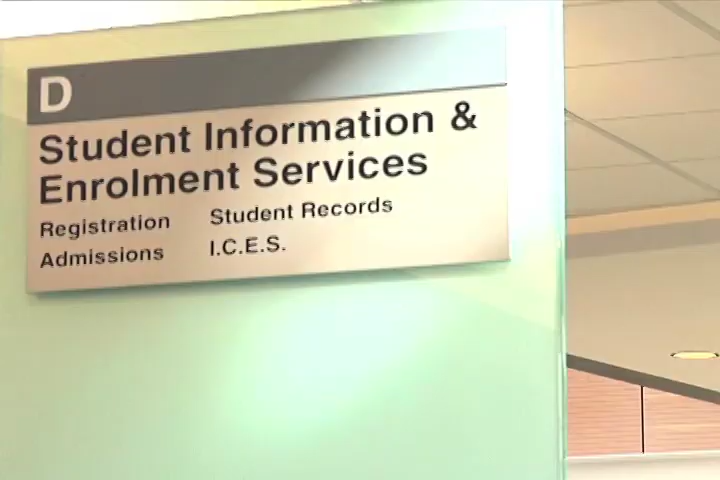 D
Student Information &
Enrolment Services
Registration Student Records
Admissions I.C.E.S.